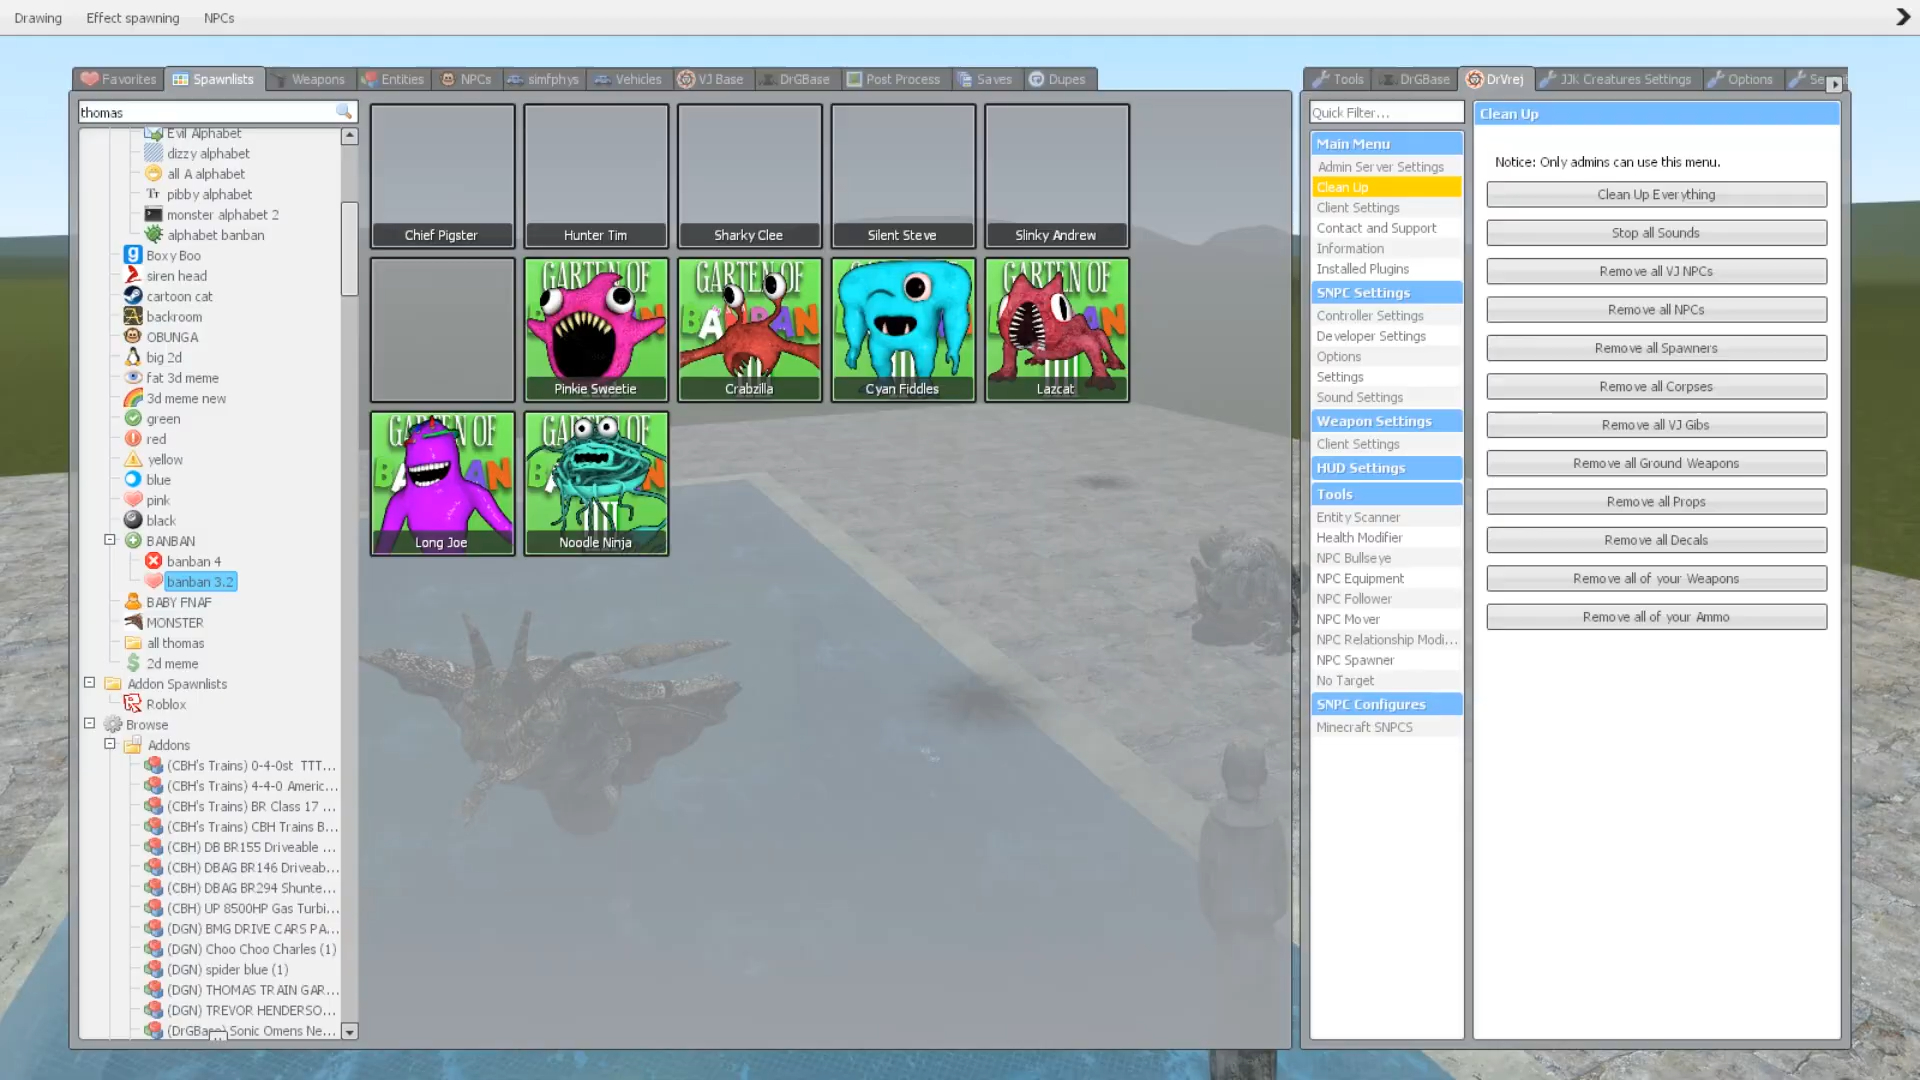 Drawing Effect spawning NPCs
Favorites Spawnlists Weapons Entities NPCs simfphys Vehicles VJ Base DrGBase Post Process Saves Dupes
thomas
Evil Alphabet
dizzy alphabet
all A alphabet
pibby alphabet
monster alphabet 2
alphabet banban
Boxy Boo
siren head
cartoon cat
backroom
OBUNGA
big 2d
fat 3d meme
3d meme new
green
red
yellow
blue
pink
black
BANBAN
banban 4
banban 3.2
BABY FNAF
MONSTER
all thomas
2d meme
Addon Spawnlists
Roblox
Browse
Addons
(CBH's Trains) 0-4-0st TTT...
(CBH's Trains) 4-4-0 Americ...
(CBH's Trains) BR Class 17 ...
(CBH's Trains) CBH Trains B...
(CBH) DB BR155 Driveable ...
(CBH) DBAG BR146 Driveab...
(CBH) DBAG BR294 Shunte...
(CBH) UP 8500HP Gas Turbi...
(DGN) BMG DRIVE CARS PA...
(DGN) Choo Choo Charles (1)
(DGN) spider blue (1)
(DGN) THOMAS TRAIN GAR...
(DGN) TREVOR HENDERSO...
(DrGBase) Sonic Omens Ne...
Chief Pigster
Hunter Tim
Sharky Clee
Silent Steve
Slinky Andrew
GARTEN OF
Pinkie Sweetie
GARTEN OF
BANBAN
Crabzilla
Cyan Fiddles
GARTEN OF
Lazcat
GARTEN OF
Long Joe
GARTEN OF
Noodle Ninja
Tools DrGBase DrVrej JJK Creatures Settings Options
Quick Filter...
Main Menu
Admin Server Settings
Clean Up
Client Settings
Contact and Support
Information
Installed Plugins
SNPC Settings
Controller Settings
Developer Settings
Options
Settings
Sound Settings
Weapon Settings
Client Settings
HUD Settings
Tools
Entity Scanner
Health Modifier
NPC Bullseye
NPC Equipment
NPC Follower
NPC Mover
NPC Relationship Modi...
NPC Spawner
No Target
SNPC Configures
Minecraft SNPCS
Clean Up
Notice: Only admins can use this menu.
Clean Up Everything
Stop all Sounds
Remove all VJ NPCs
Remove all NPCs
Remove all Spawners
Remove all Corpses
Remove all VJ Gibs
Remove all Ground Weapons
Remove all Props
Remove all Decals
Remove all of your Weapons
Remove all of your Ammo